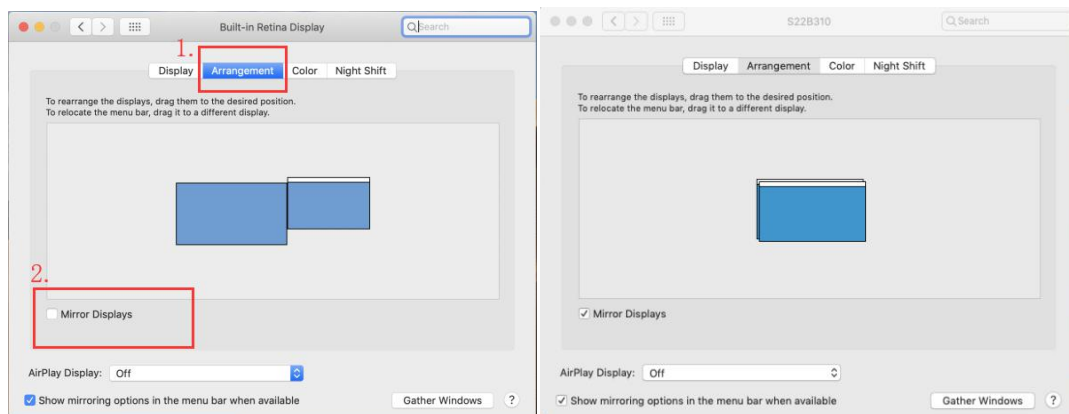 Built-in Retina Display
Search
1.
Display Arrangement Color Night Shift
To rearrange the displays, drag them to the desired position.
To relocate the menu bar, drag it to a different display.
2.
Mirror Displays
AirPlay Display: Off
Show mirroring options in the menu bar when available
Gather Windows ?
S22B310
Search
Display Arrangement Color Night Shift
To rearrange the displays, drag them to the desired position.
To relocate the menu bar, drag it to a different display.
Mirror Displays
AirPlay Display: Off
Show mirroring options in the menu bar when available
Gather Windows ?